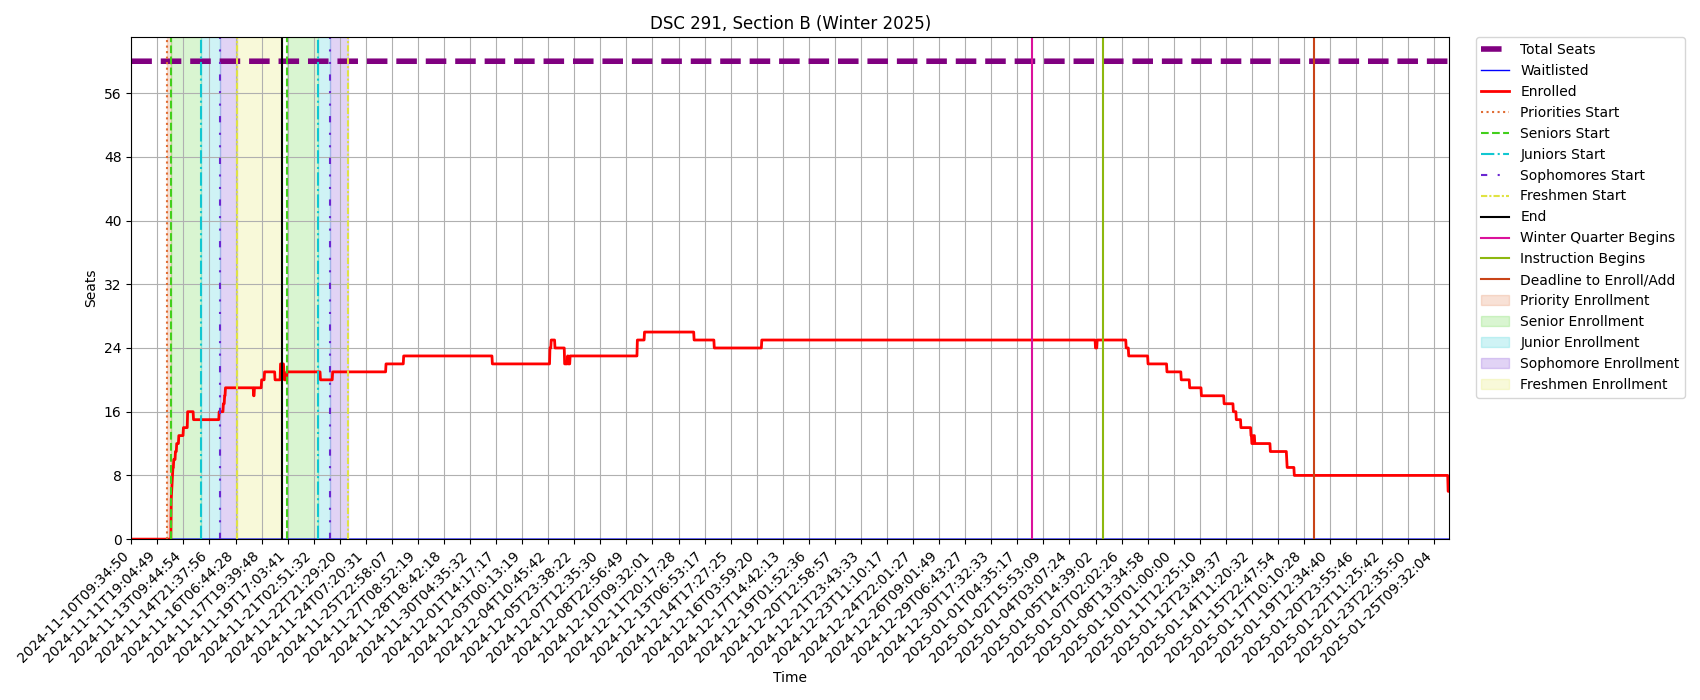 DSC 291, Section B (Winter 2025)
Seats
56
48
40
32
24
16
8
0
2024-11-10T09:34:50
2024-11-11T19:04:49
2024-11-13T09:44:54
2024-11-14T21:37:56
2024-11-16T06:44:28
2024-11-17T19:39:48
2024-11-19T17:03:41
2024-11-21T02:51:32
2024-11-22T21:29:20
2024-11-24T07:20:31
2024-11-25T22:58:07
2024-11-27T08:52:19
2024-11-28T18:42:18
2024-11-30T04:35:32
2024-12-01T14:17:17
2024-12-03T00:13:19
2024-12-04T10:45:42
2024-12-05T23:38:22
2024-12-07T12:35:30
2024-12-08T22:56:49
2024-12-10T09:32:01
2024-12-11T20:17:28
2024-12-13T06:53:17
2024-12-14T17:27:25
2024-12-16T03:59:20
2024-12-17T14:42:13
2024-12-19T01:52:36
2024-12-20T12:58:57
2024-12-21T23:43:33
2024-12-23T11:10:17
2024-12-24T22:01:27
2024-12-26T09:01:49
2024-12-29T06:43:27
2024-12-30T17:32:33
2025-01-01T04:35:17
2025-01-02T15:53:09
2025-01-04T03:07:24
2025-01-05T14:39:02
2025-01-07T02:02:26
2025-01-08T13:34:58
2025-01-10T01:00:00
2025-01-11T12:25:10
2025-01-12T23:49:37
2025-01-14T11:20:32
2025-01-15T22:47:54
2025-01-17T10:10:28
2025-01-19T12:34:40
2025-01-20T23:55:46
2025-01-22T11:25:42
2025-01-23T22:35:50
2025-01-25T09:32:04
Time
Total Seats
Waitlisted
Enrolled
Priorities Start
Seniors Start
Juniors Start
Sophomores Start
Freshmen Start
End
Winter Quarter Begins
Instruction Begins
Deadline to Enroll/Add
Priority Enrollment
Senior Enrollment
Junior Enrollment
Sophomore Enrollment
Freshmen Enrollment